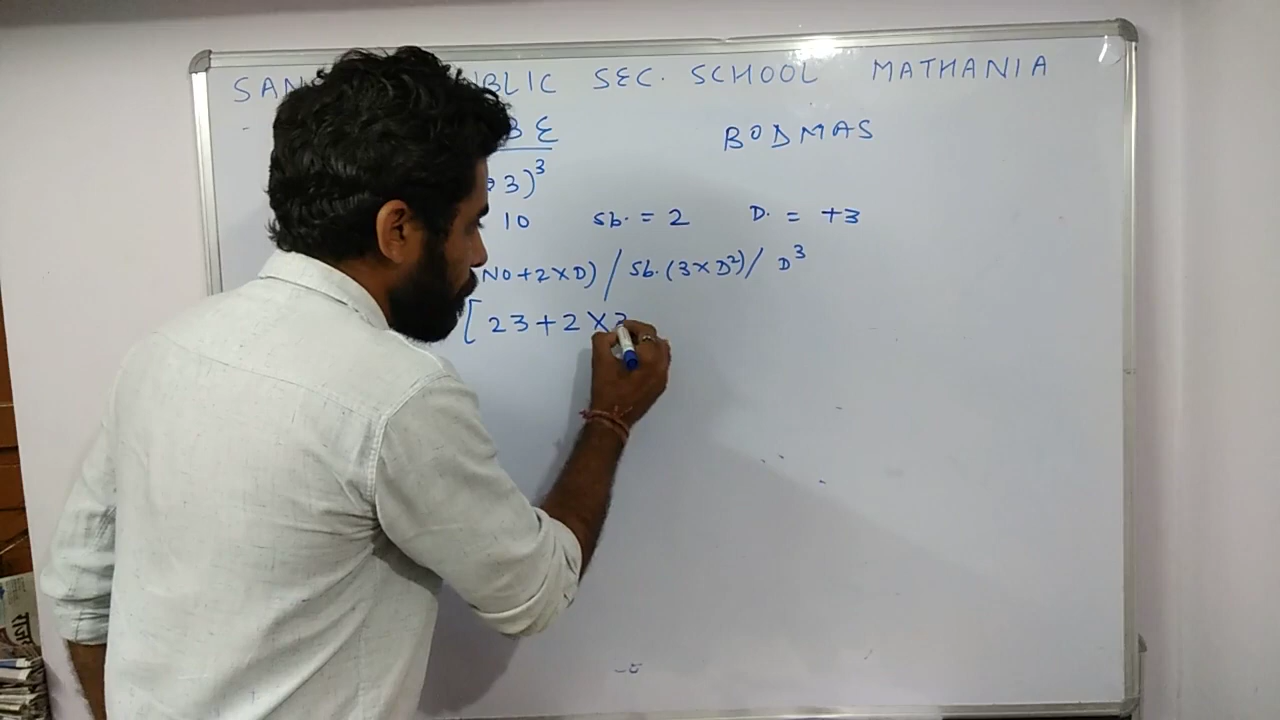 SAN BLIC SEC. SCHOOL MATHANIA
BE BODMAS
3)³
10 Sb. = 2 D. = +3
NO+2×D) / Sb. (3×D²) / D³
[ 23+2×3